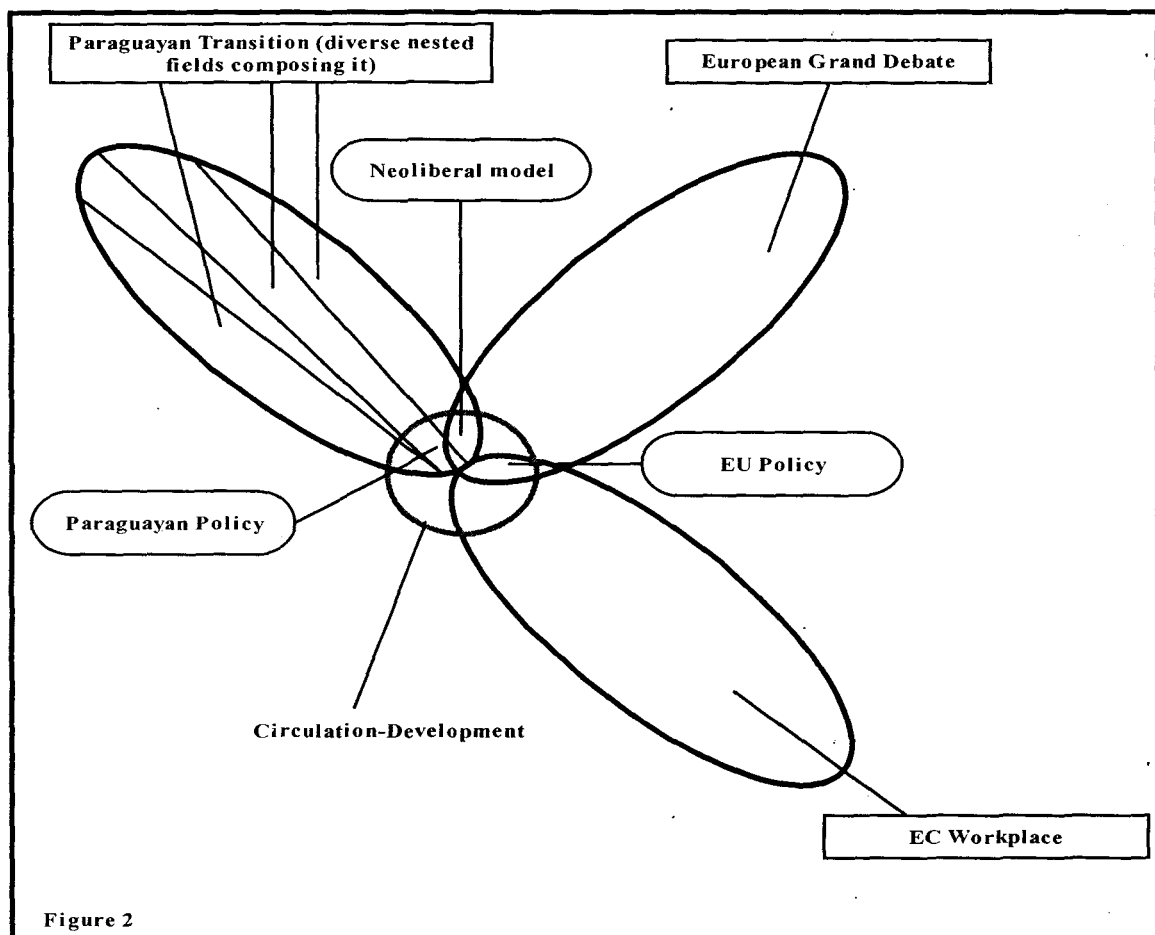 Paraguayan Transition (diverse nested
fields composing it)
European Grand Debate
Neoliberal model
EU Policy
Paraguayan Policy
Circulation-Development
EC Workplace
Figure 2